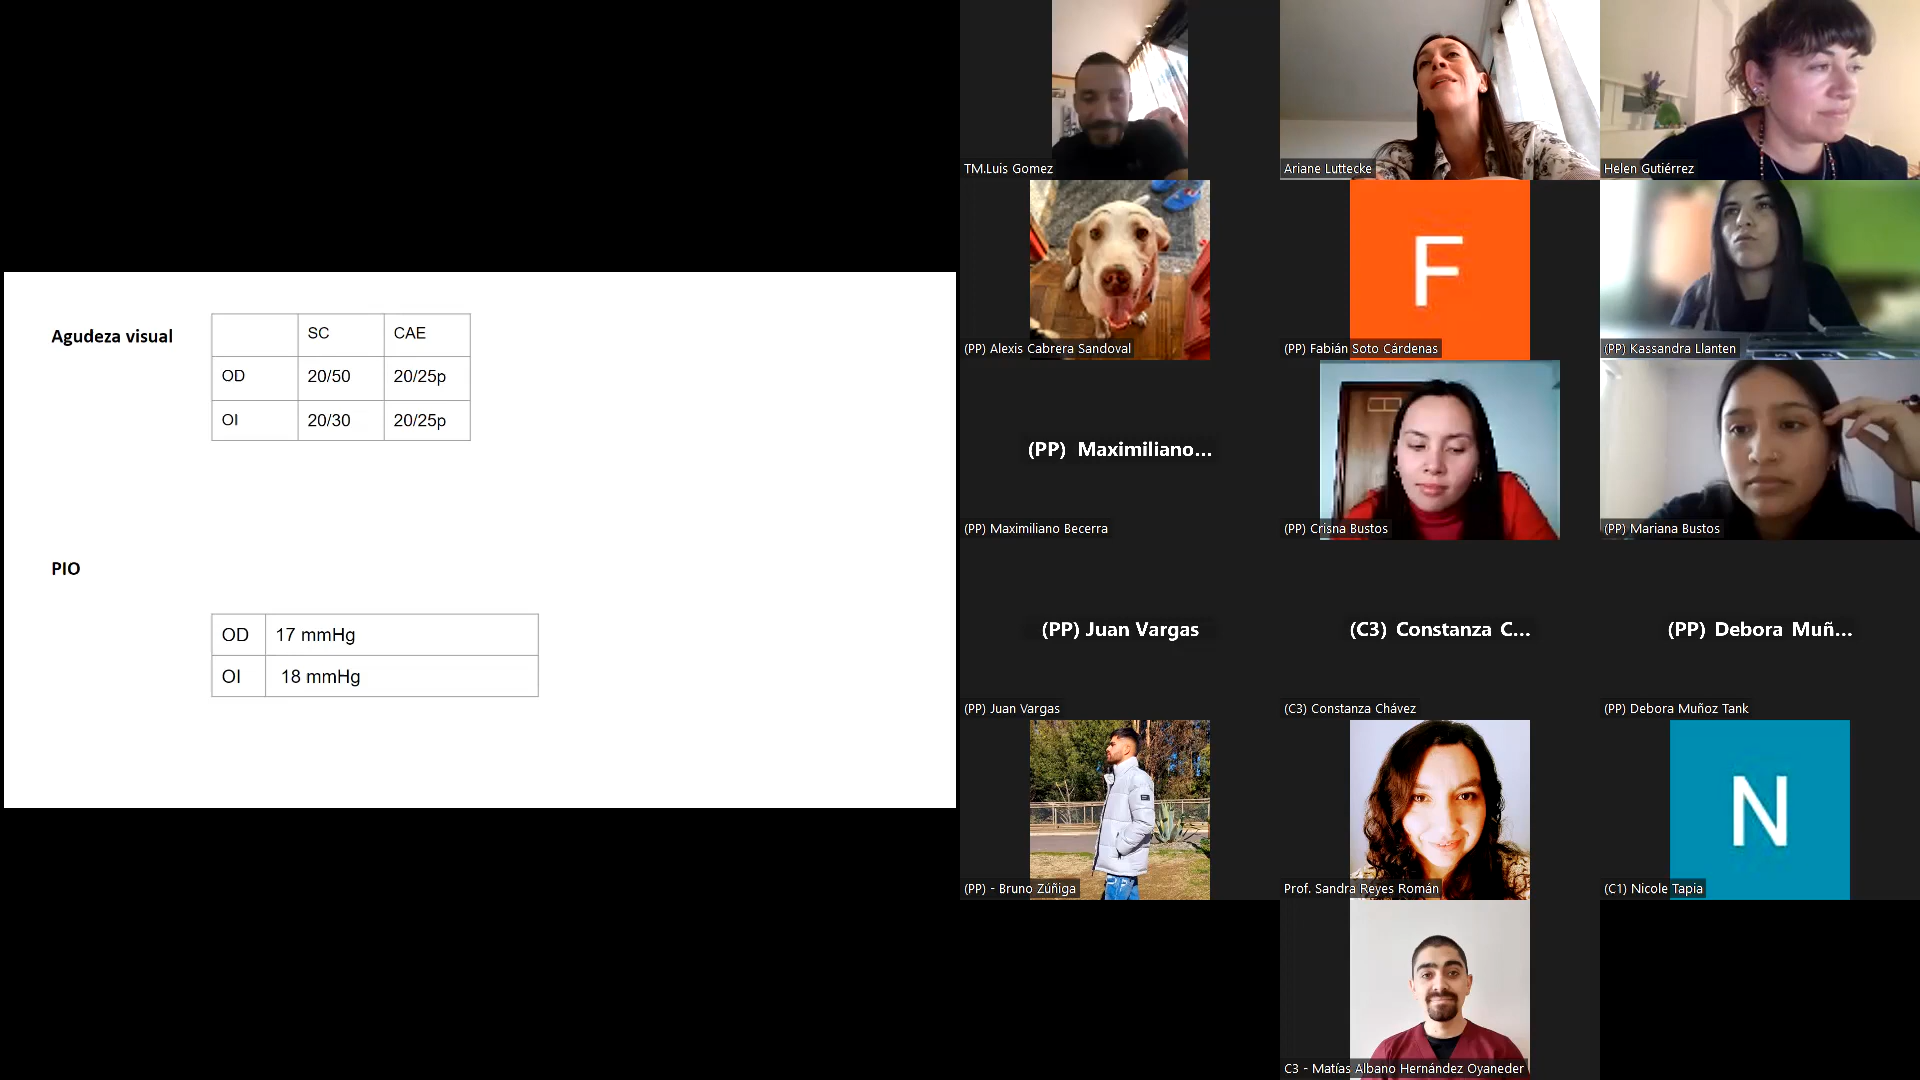 Agudeza visual
SC CAE
OD 20/50 20/25p
OI 20/30 20/25p
PIO
OD 17 mmHg
OI 18 mmHg
TM.Luis Gomez
Ariane Luttecke
Helen Gutiérrez
(PP) Alexis Cabrera Sandoval
F
(PP) Fabián Soto Cárdenas
(PP) Kassandra Llanten
(PP) Maximiliano...
(PP) Maximiliano Becerra
(PP) Crisna Bustos
(PP) Mariana Bustos
(PP) Juan Vargas
(PP) Juan Vargas
(C3) Constanza C...
(C3) Constanza Chávez
(PP) Debora Muñ...
(PP) Debora Muñoz Tank
(PP) - Bruno Zúñiga
Prof. Sandra Reyes Román
N
(C1) Nicole Tapia
C3 - Matías Albano Hernández Oyaneder